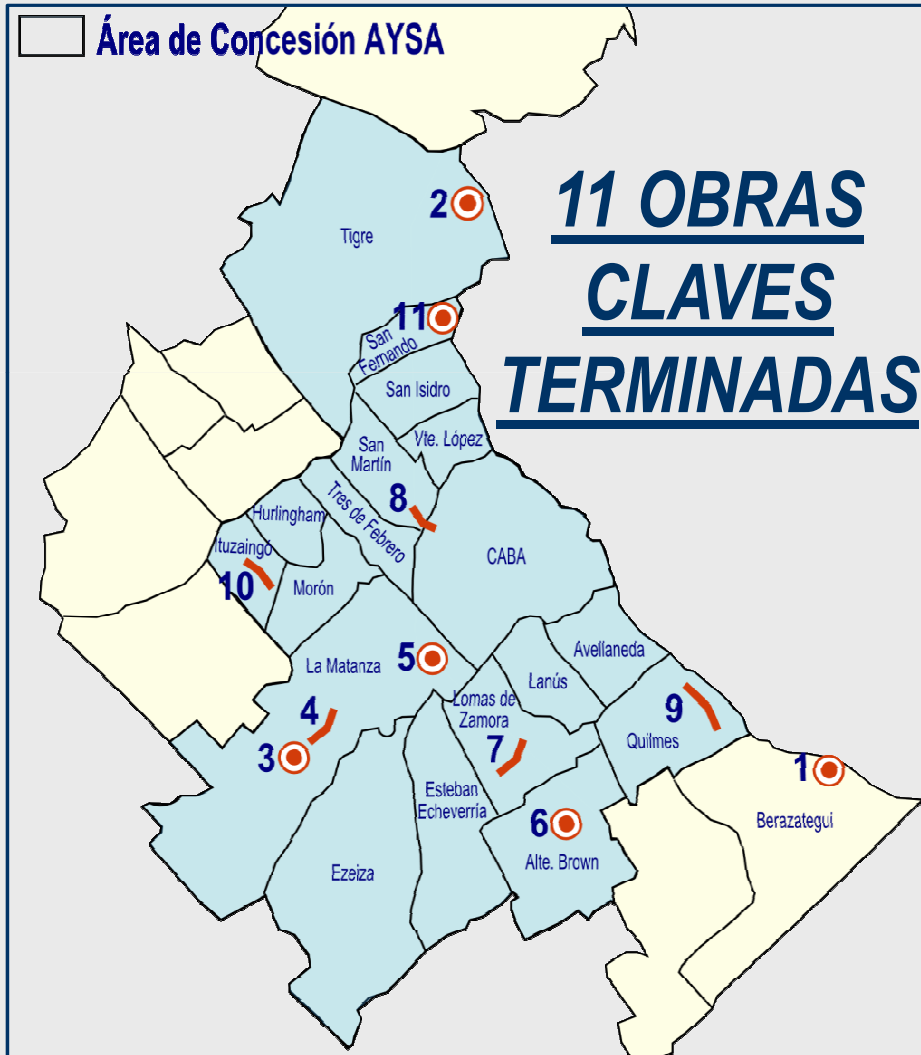 Área de Concesión AYSA
11 OBRAS
CLAVES
TERMINADAS
2
Tigre
11
San
Fernando
San Isidro
Vte. López
San
Martín
8
Tres de Febrero
Hurlingham
Ituzaingó
10
Morón
CABA
La Matanza
5
4
3
Avellaneda
Lanús
Lomas de
Zamora
7
9
Quilmes
1
Berazategui
Esteban
Echeverría
6
Alte. Brown
Ezeiza